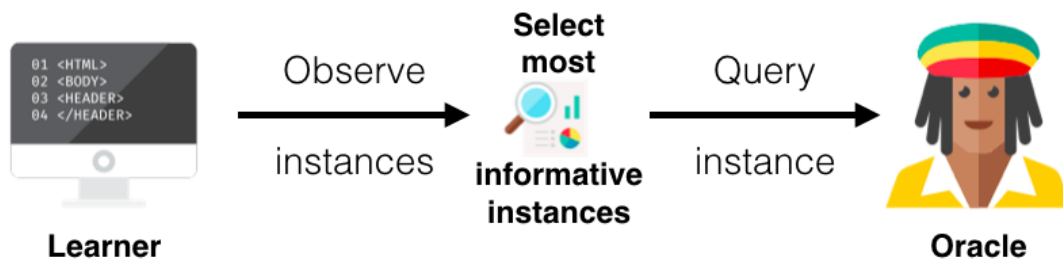 01 <HTML>
02 <BODY>
03 <HEADER>
04 </HEADER>
Learner
Observe
instances
Select
most
informative
instances
Query
instance
Oracle